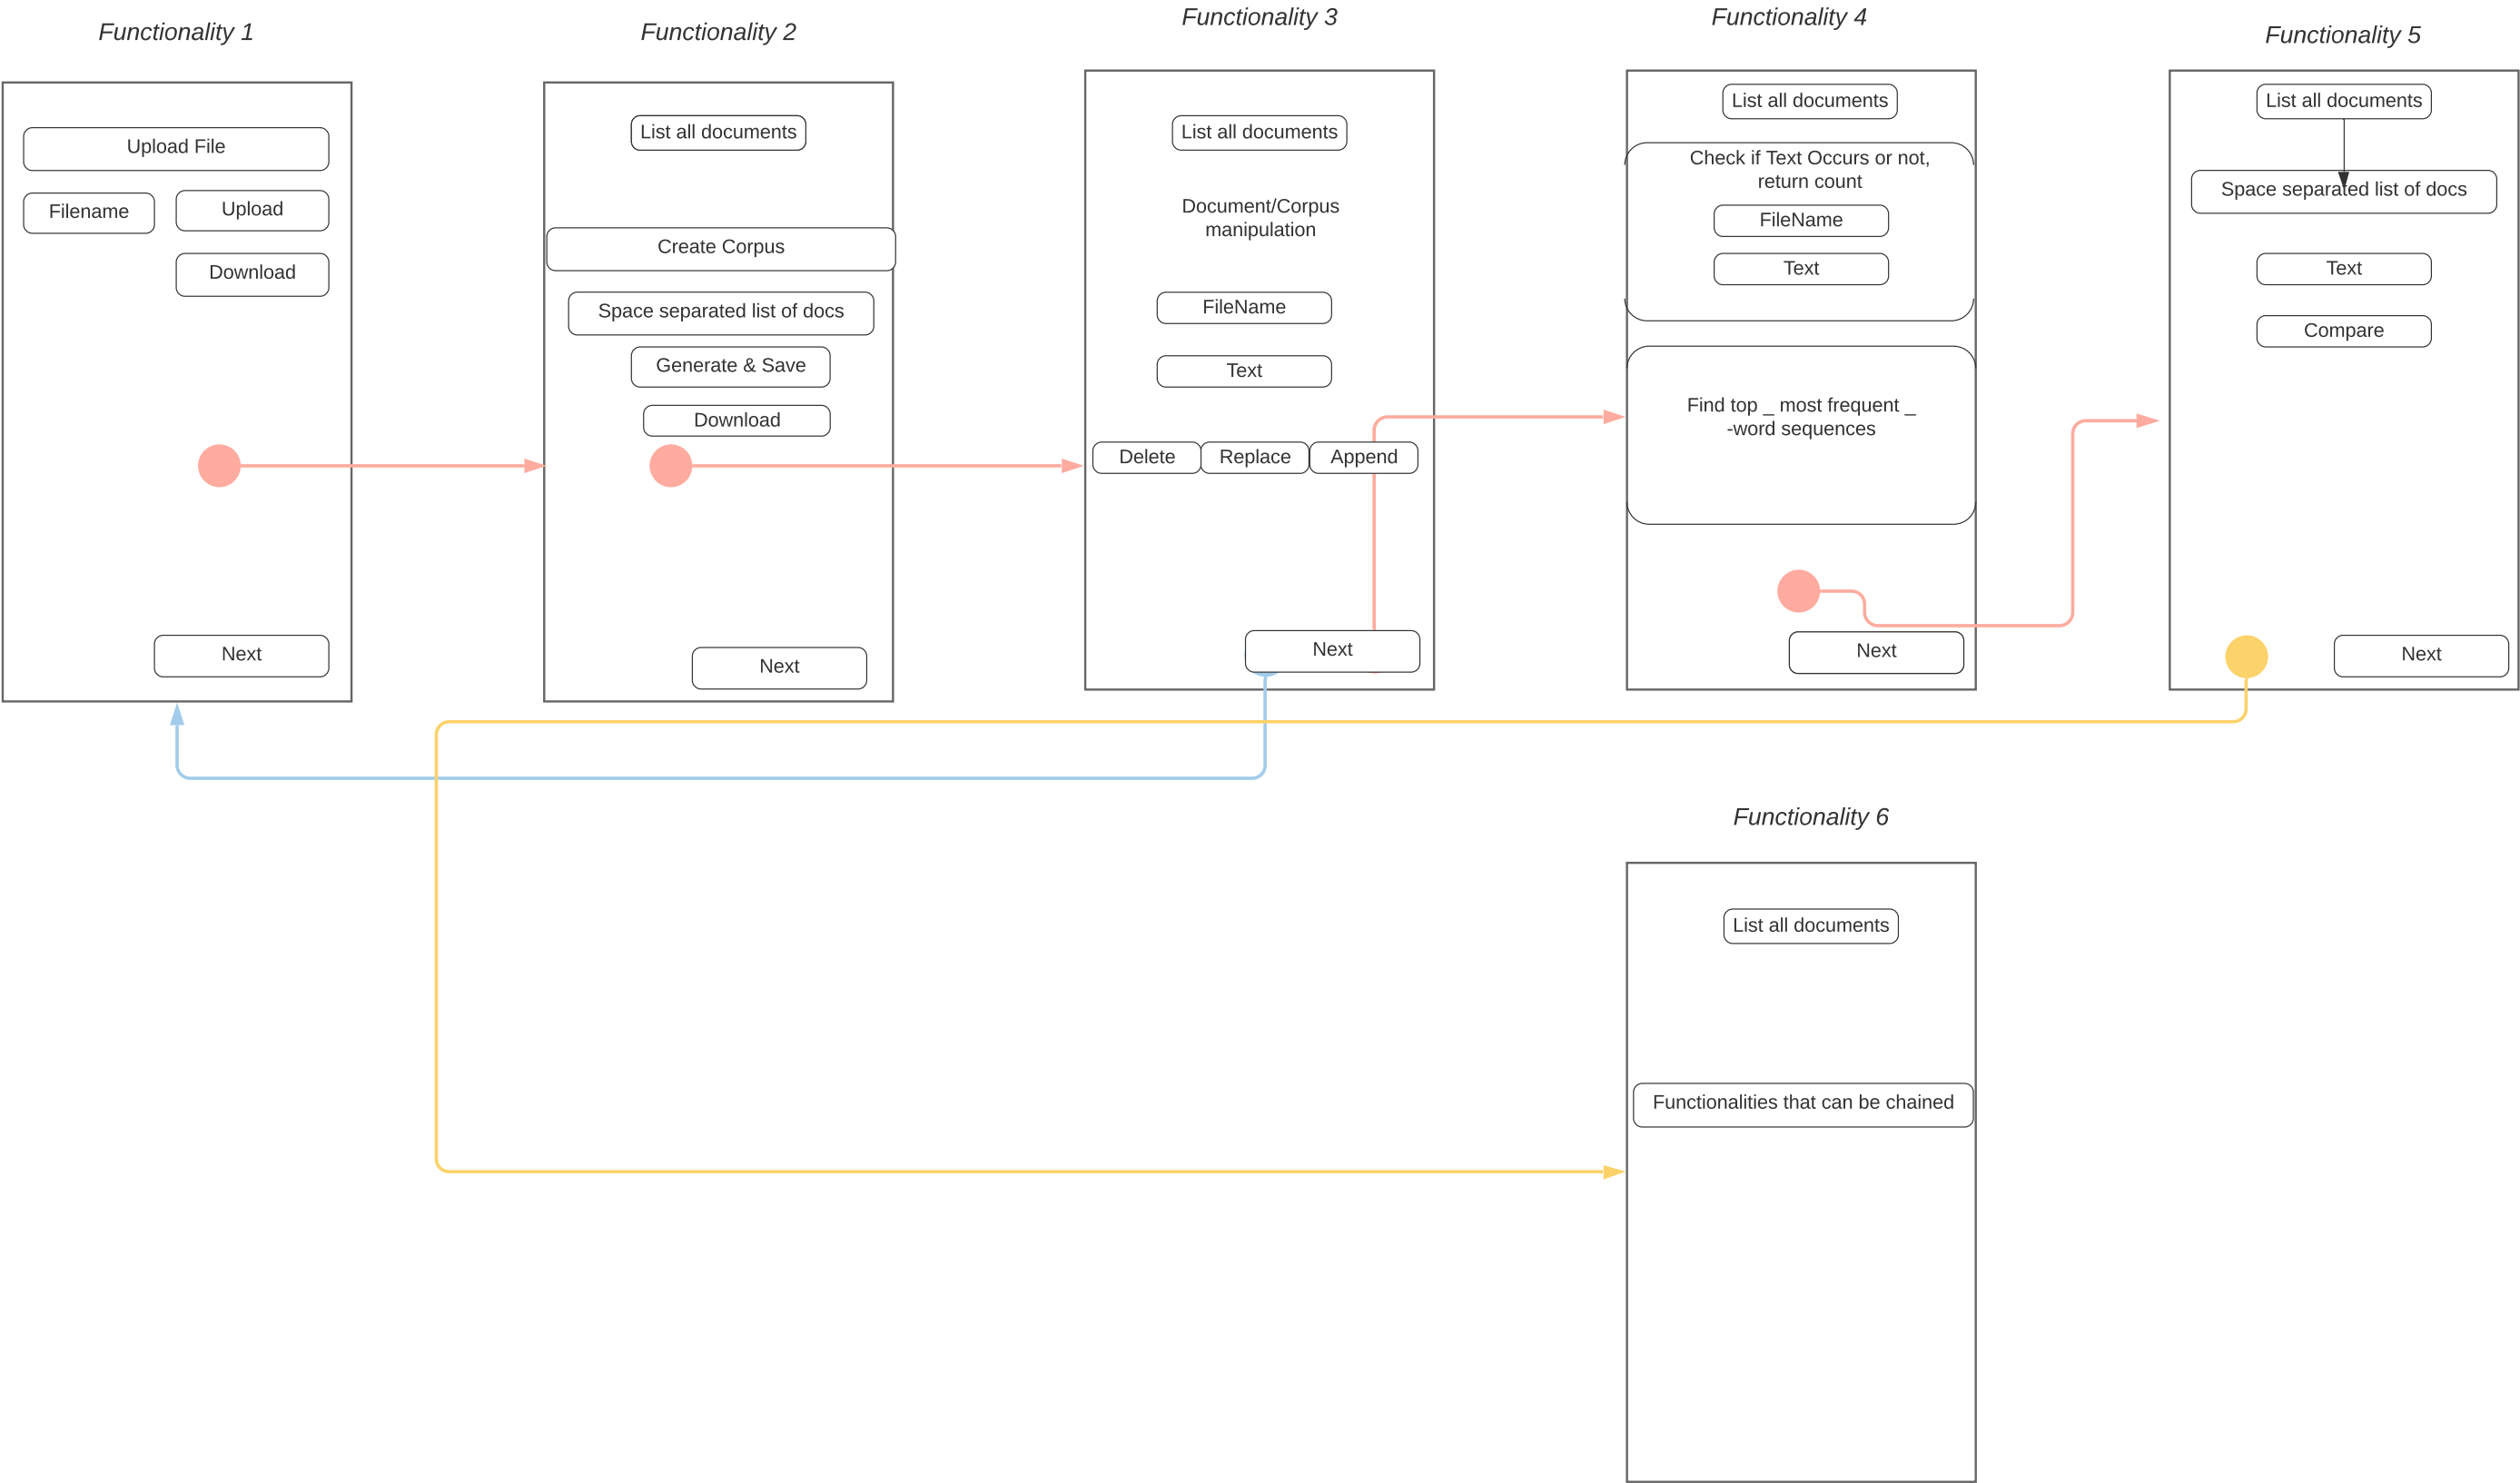 Functionality 1
Upload File
Filename
Upload
Download
Next
Functionality 2
List all documents
Create Corpus
Space separated list of docs
Generate & Save
Download
Next
Functionality 3
List all documents
Document/Corpus
manipulation
FileName
Text
Delete
Replace
Append
Next
Functionality 4
List all documents
Check if Text Occurs or not,
return count
FileName
Text
Find top _ most frequent _
-word sequences
Next
Functionality 5
List all documents
Space separated list of docs
Text
Compare
Next
Functionality 6
List all documents
Functionalities that can be chained